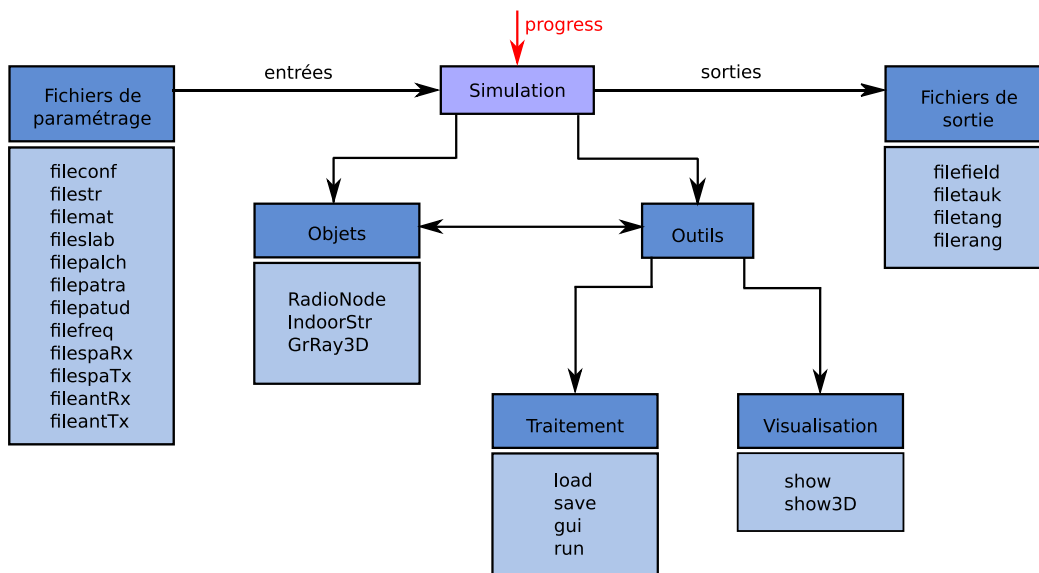 progress
entrées
sorties
Fichiers de
paramétrage
Simulation
Fichiers de
sortie
fileconf
filestr
filemat
fileslab
filepalch
filepatra
filepatud
filefreq
filespaRx
filespaTx
fileantRx
fileantTx
filefield
filetauk
filetang
filerang
Objets
Outils
RadioNode
IndoorStr
GrRay3D
Traitement
Visualisation
load
save
gui
run
show
show3D